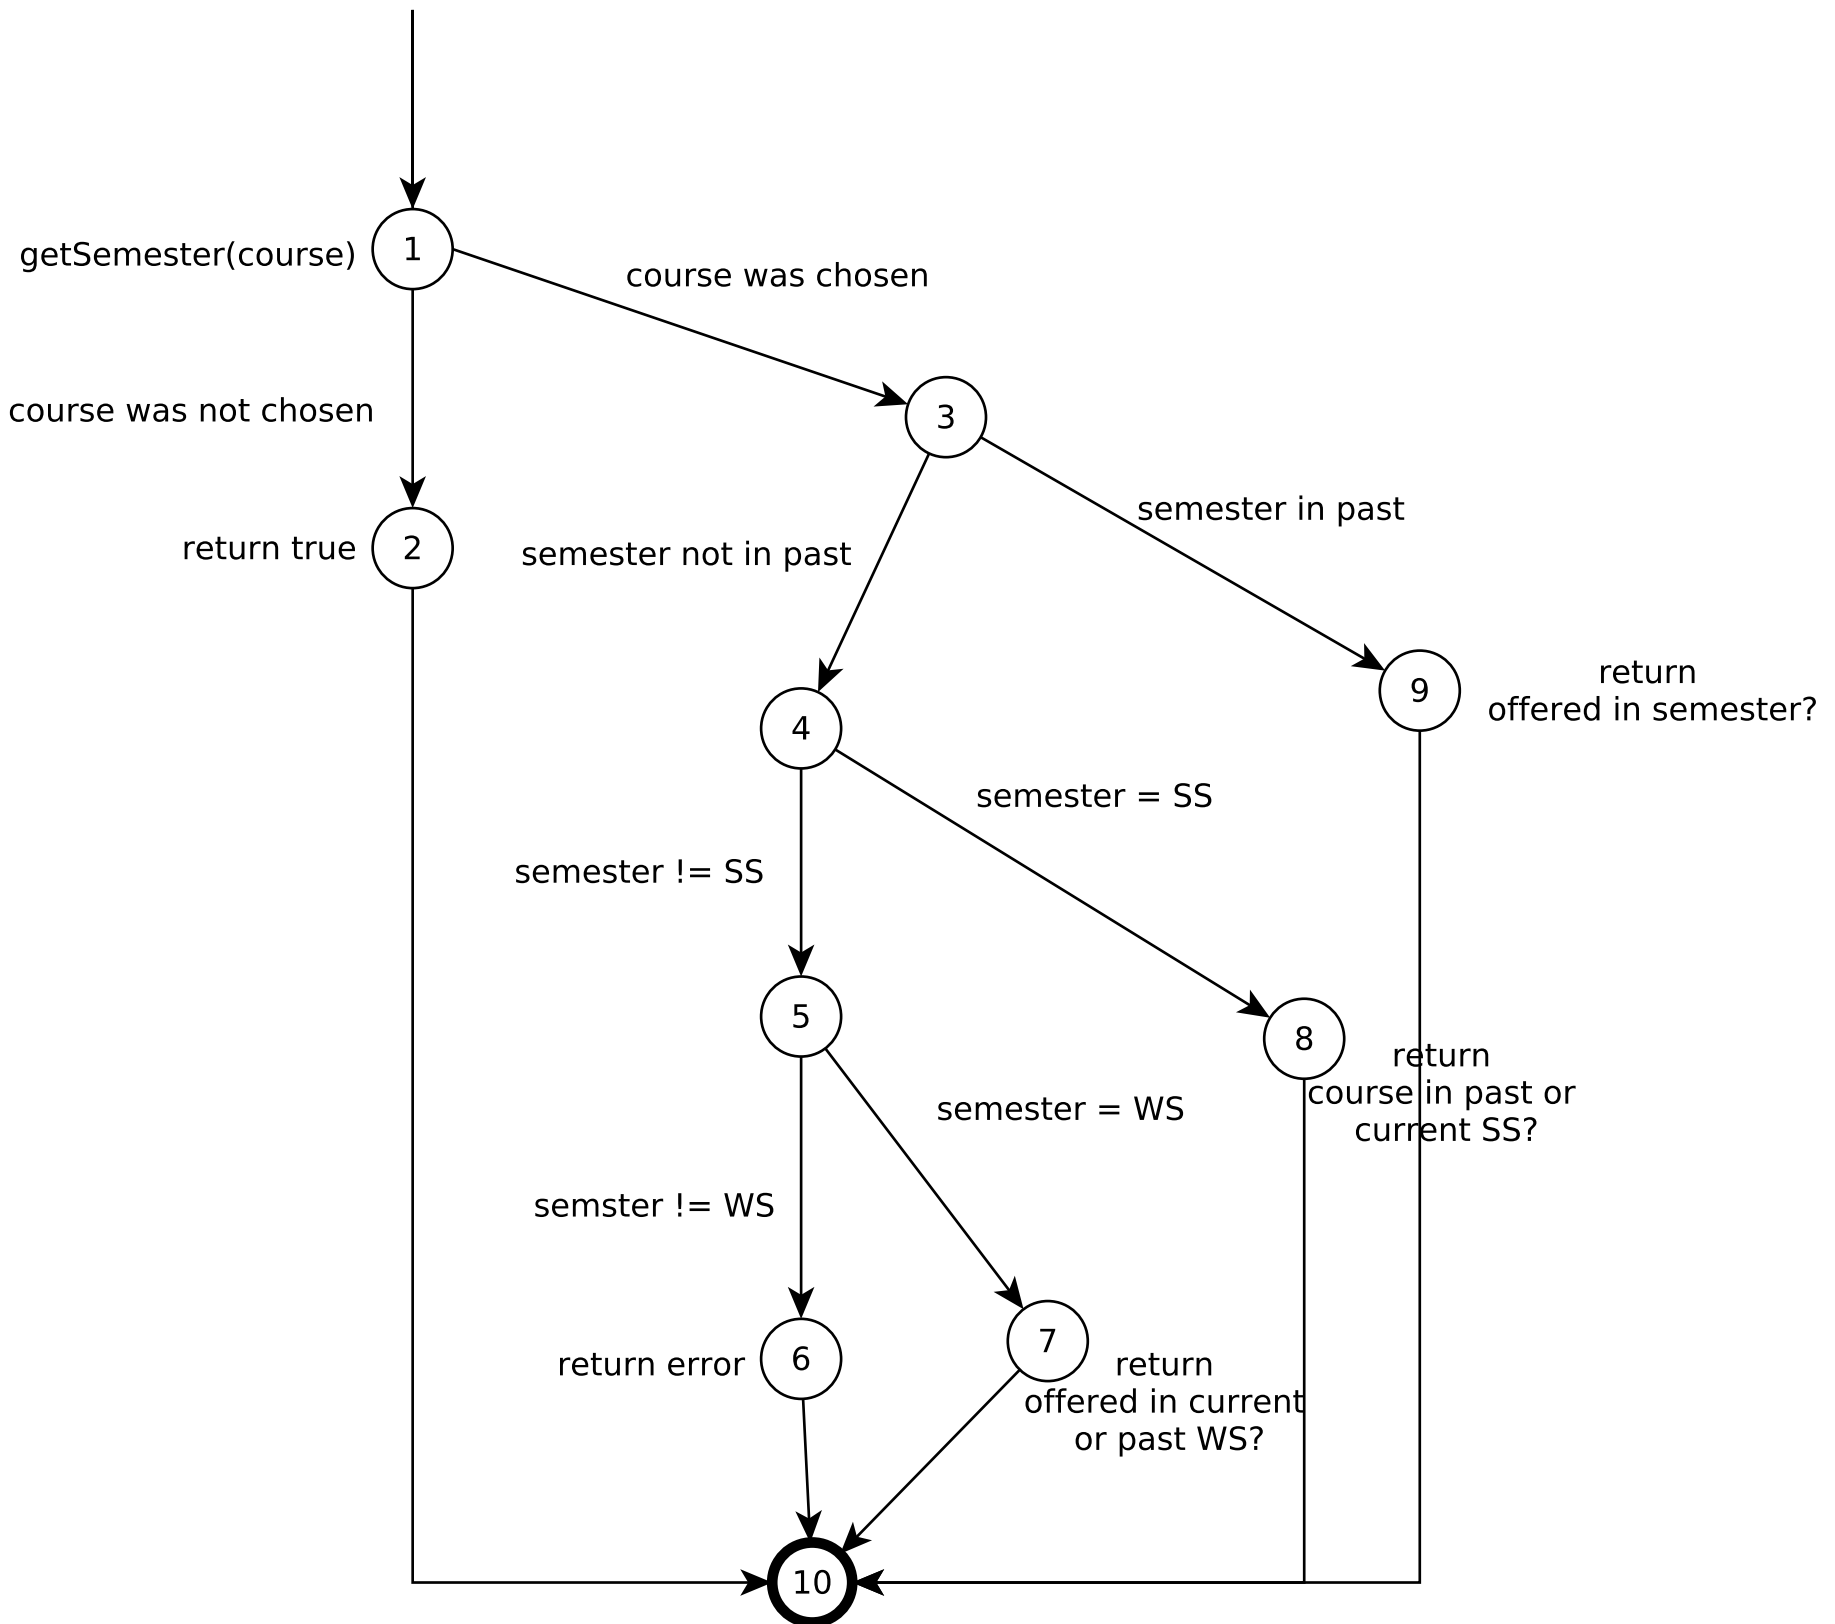 getSemester(course)
1
course was chosen
course was not chosen
3
semester in past
return true
2
semester not in past
return
offered in semester?
9
4
semester = SS
semester != SS
5
8
return
course in past or
current SS?
semester = WS
semster != WS
return error
6
7
return
offered in current
or past WS?
10